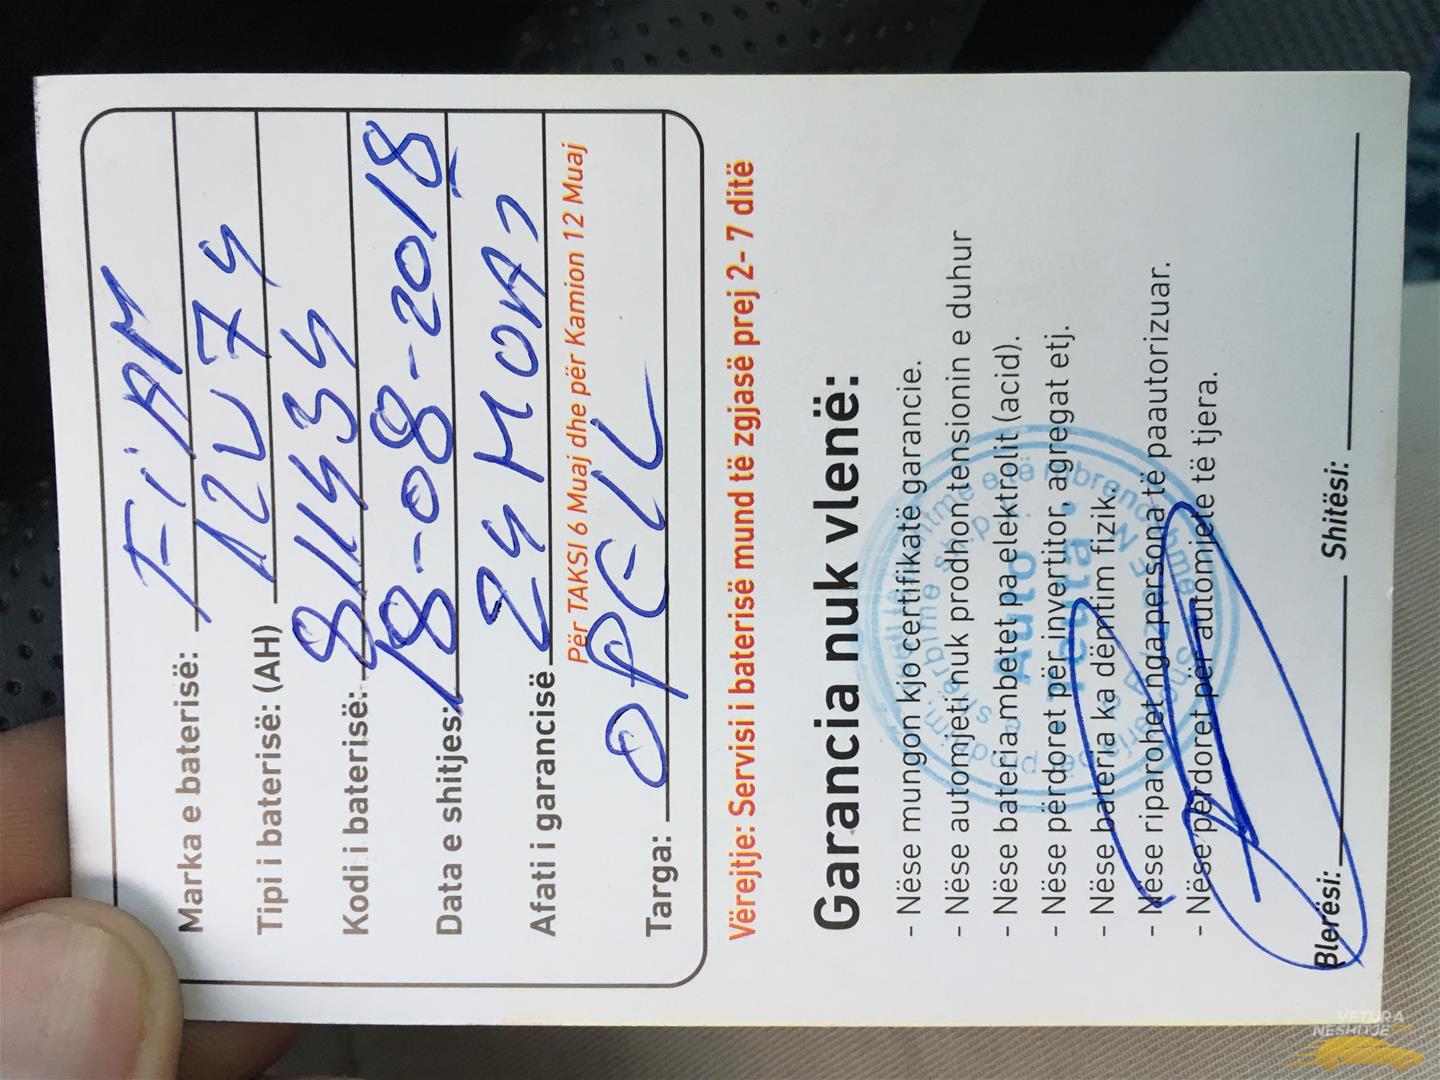 Marka e baterisë: FiAM
Tipi i baterisë: (AH) 12V 74
Kodi i baterisë:
Data e shitjes: 18-08-2018
Afati i garancisë 24 MUAJ
Për TAKSI 6 Muaj dhe për Kamion 12 Muaj
Targa: OPEL
Vërejtje: Servisi i baterisë mund të zgjasë prej 2- 7 ditë
Garancia nuk vlenë:
- Nëse mungon kjo certifikatë garancie.
- Nëse automjeti nuk prodhon tensionin e duhur
- Nëse bateria mbetet pa elektrolit (acid).
- Nëse përdoret për invertitor, agregat etj.
- Nëse bateria ka dëmtim fizik.
- Nëse riparohet nga persona të paautorizuar.
- Nëse përdoret për automjete të tjera.
Blerësi: Shitësi:
Auto
VETURA
NESHITJE